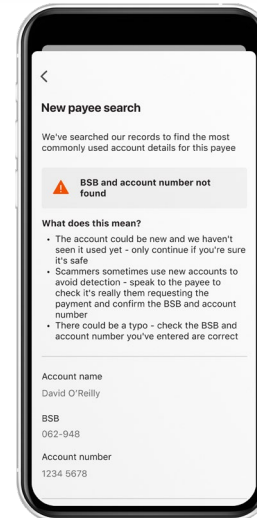 New payee search
We've searched our records to find the most
commonly used account details for this payee
BSB and account number not
found
What does this mean?
• The account could be new and we haven't
seen it used yet - only continue if you're sure
it's safe
• Scammers sometimes use new accounts to
avoid detection - speak to the payee to
check it's really them requesting the
payment and confirm the BSB and account
number
• There could be a typo - check the BSB and
account number you've entered are correct
Account name
David O'Reilly
BSB
062-948
Account number
1234 5678